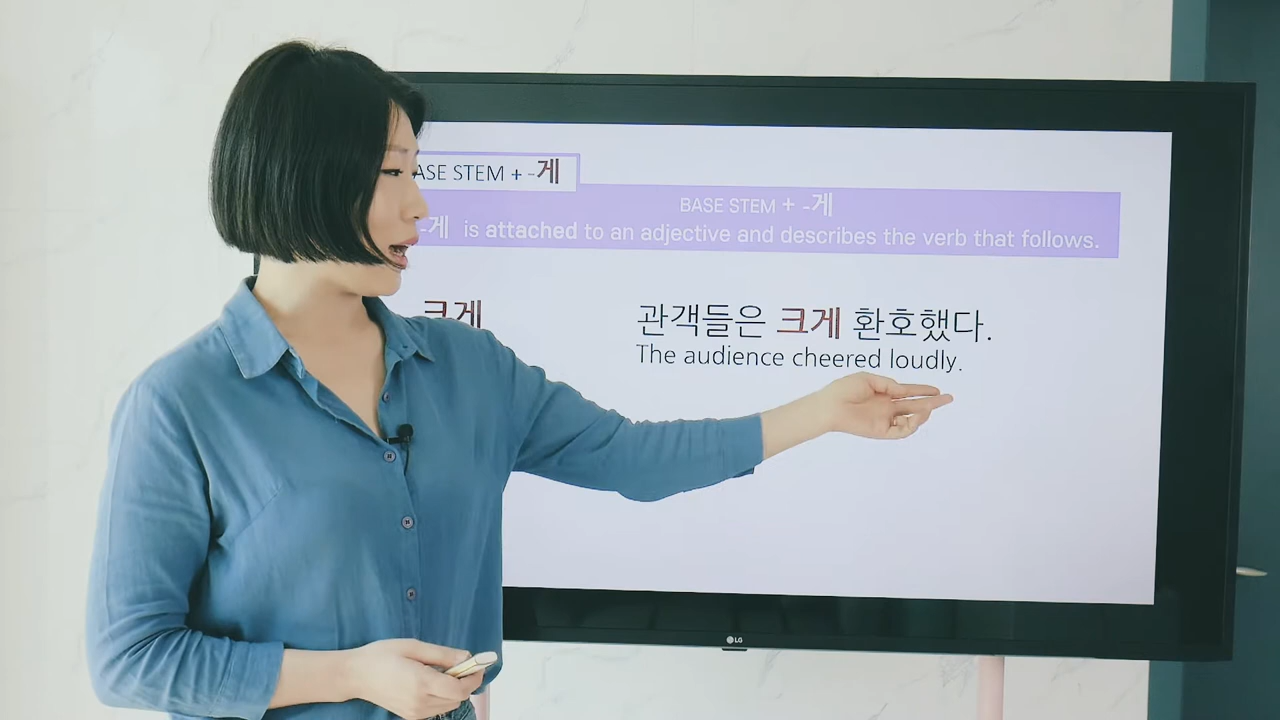 ASE STEM + -게
BASE STEM + -게
-게 is attached to an adjective and describes the verb that follows.
크게
관객들은 크게 환호했다.
The audience cheered loudly.
LG